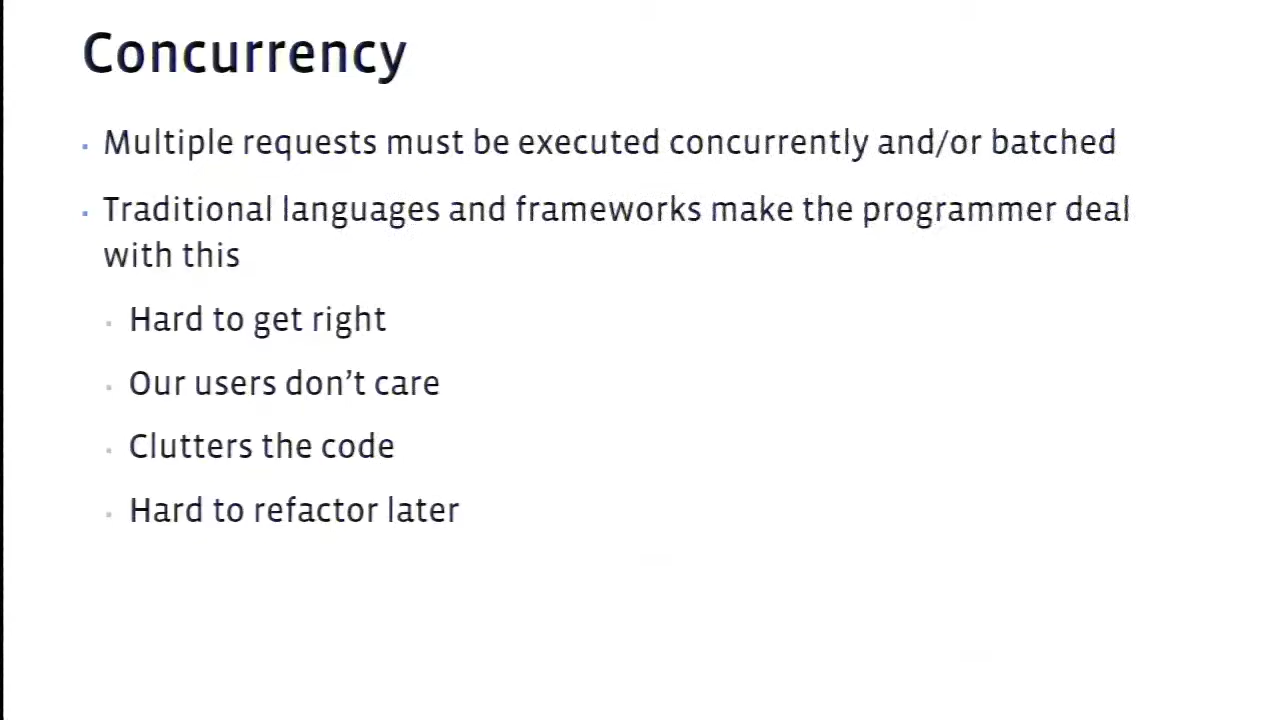 Concurrency
Multiple requests must be executed concurrently and/or batched
Traditional languages and frameworks make the programmer deal
with this
Hard to get right
Our users don’t care
Clutters the code
Hard to refactor later